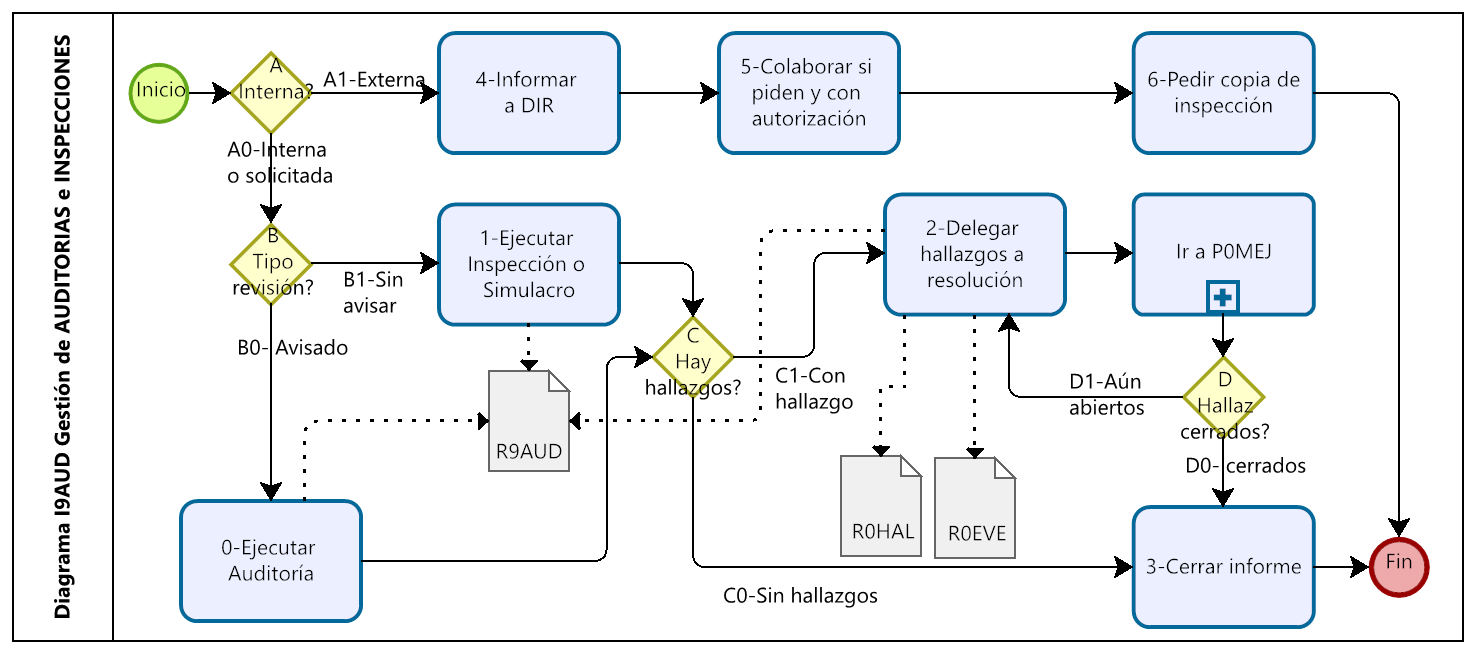 Diagrama I9AUD Gestión de AUDITORIAS e INSPECCIONES
Inicio
A
Interna?
A1-Externa
4-Informar
a DIR
5-Colaborar si
piden y con
autorización
6-Pedir copia de
inspección
A0-Interna
o solicitada
B
Tipo
revisión?
B1-Sin
avisar
1-Ejecutar
Inspección o
Simulacro
2-Delegar
hallazgos a
resolución
Ir a P0MEJ
B0- Avisado
C
Hay
hallazgos?
C1-Con
hallazgo
D1-Aún
abiertos
D
Hallaz
cerrados?
R9AUD
D0- cerrados
R0HAL
R0EVE
0-Ejecutar
Auditoría
C0-Sin hallazgos
3-Cerrar informe
Fin